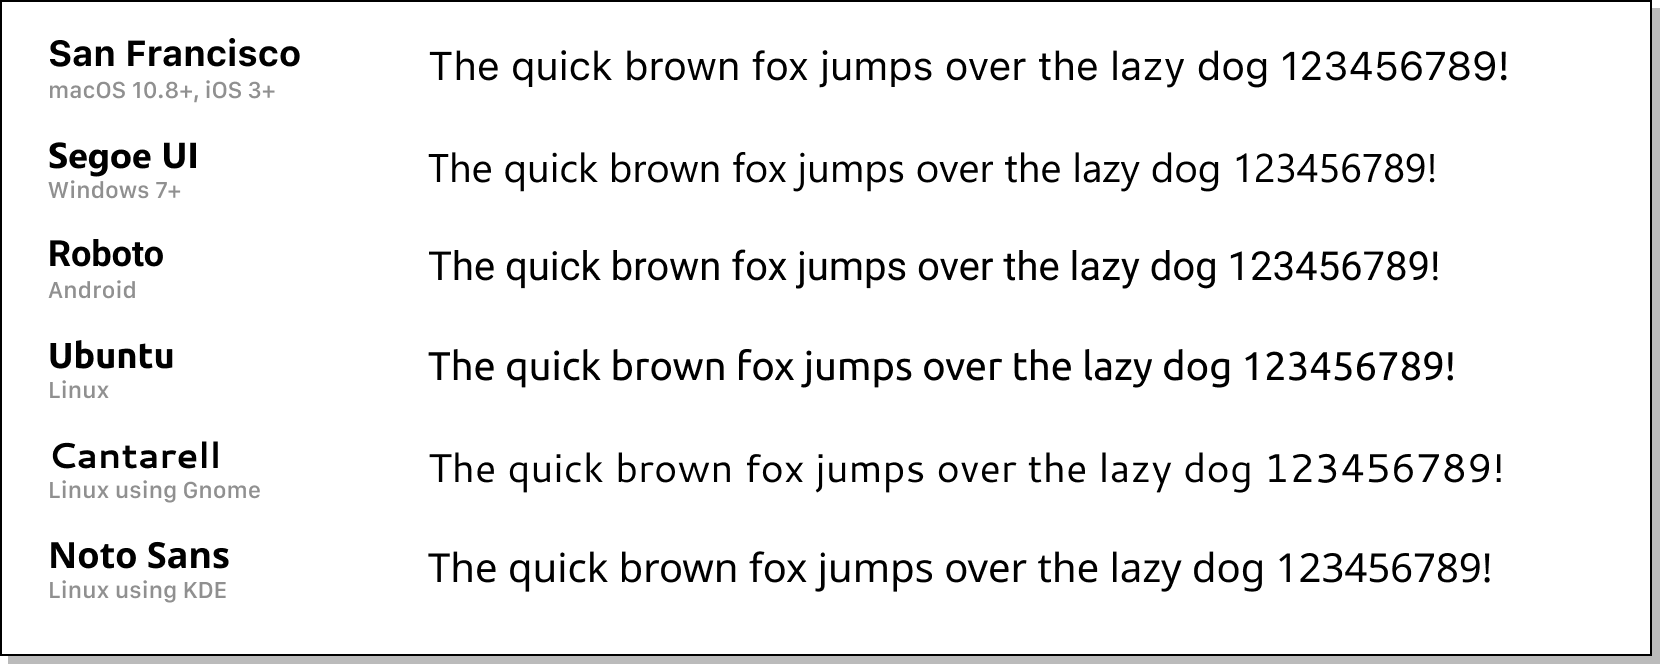 San Francisco
The quick brown fox jumps over the lazy dog 123456789!
macOS 10.8+, iOS 3+
Segoe UI
The quick brown fox jumps over the lazy dog 123456789!
Windows 7+
Roboto
The quick brown fox jumps over the lazy dog 123456789!
Android
Ubuntu
The quick brown fox jumps over the lazy dog 123456789!
Linux
Cantarell
The quick brown fox jumps over the lazy dog 123456789!
Linux using Gnome
Noto Sans
The quick brown fox jumps over the lazy dog 123456789!
Linux using KDE